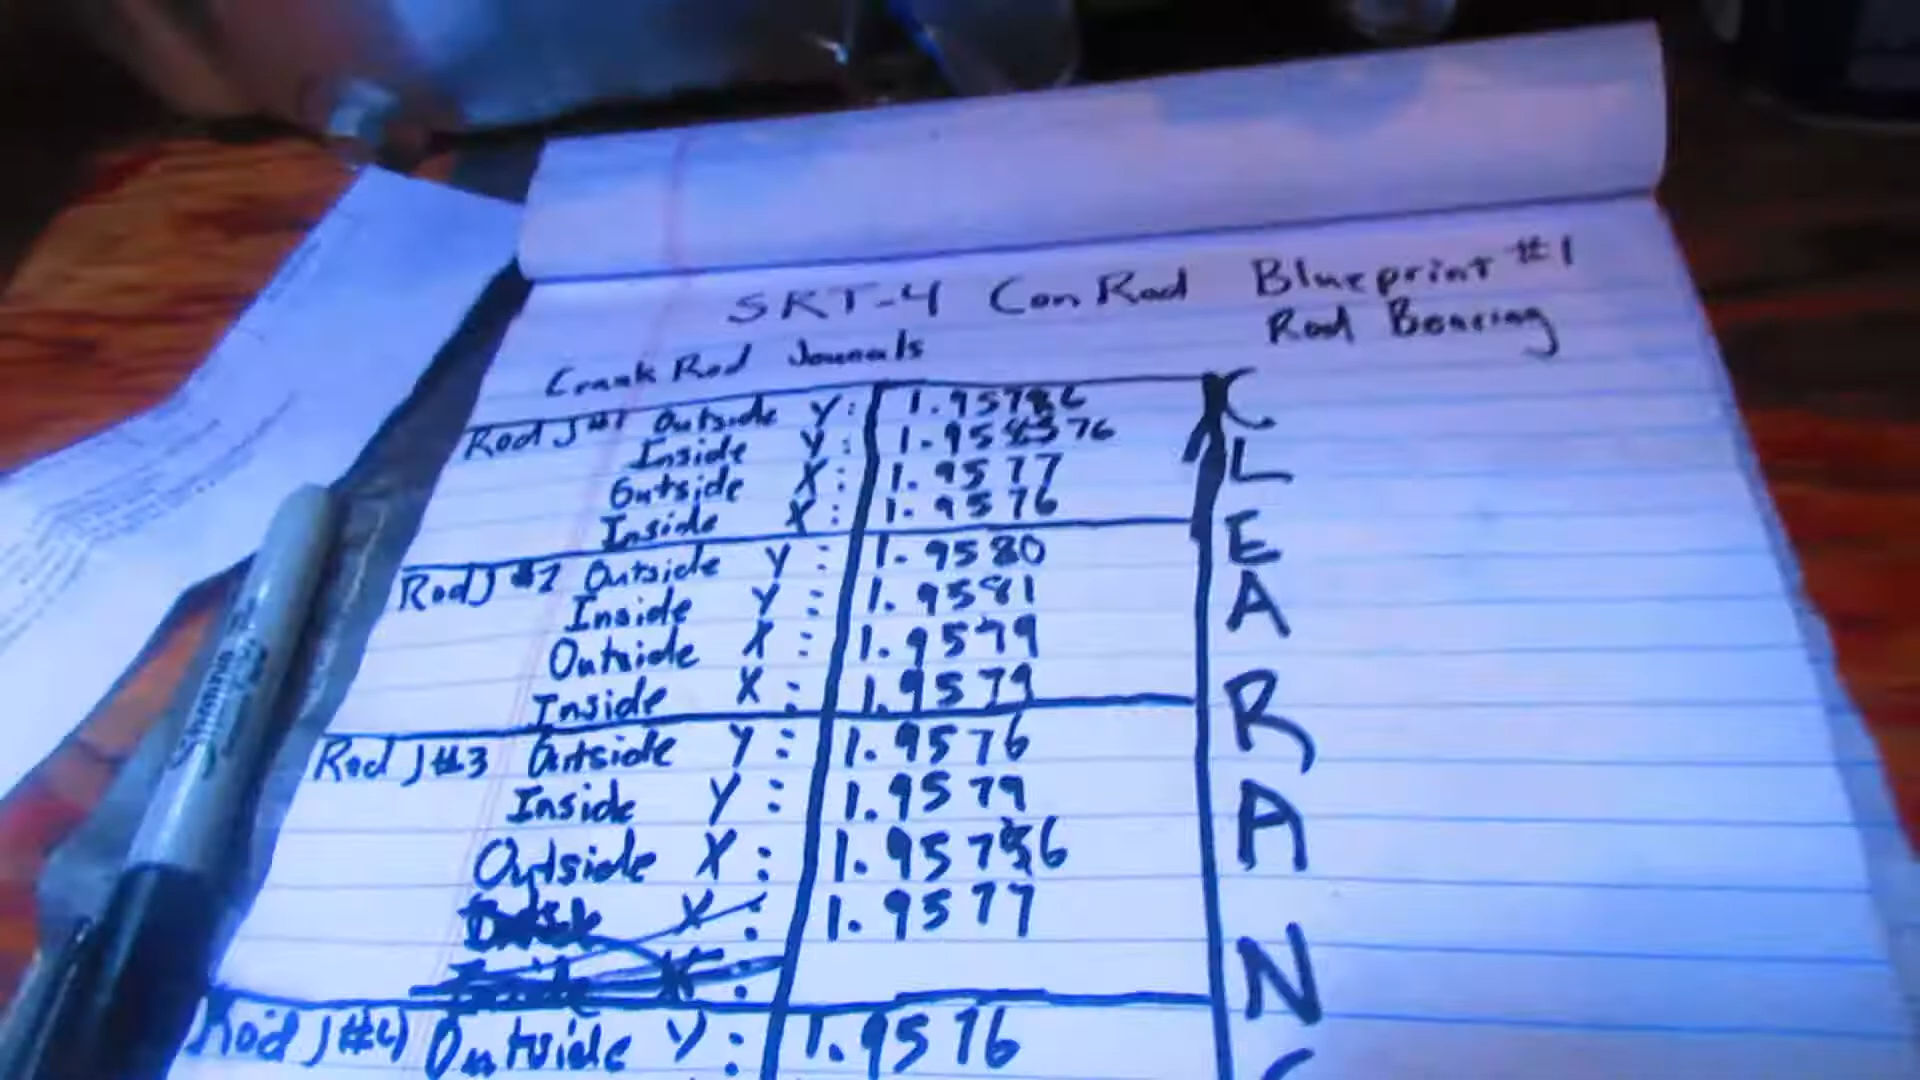 SRT-4 Con Rod Blueprint #1
Crank Rod Journals Rod Bearing
Rod J#1 Outside Y:
Inside Y:
Outside X: 1.9577
Inside X: 1.9576
Rod J #2 Outside Y: 1.9580
Inside Y: 1.9581
Outside X: 1.9579
Inside X: 1.9579
Rod J#3 Outside Y: 1.9576
Inside Y: 1.9579
Outside X:
X: 1.9577
Rod J#4 Outside Y: 1.9576
C
L
E
A
R
A
N
Sharpie